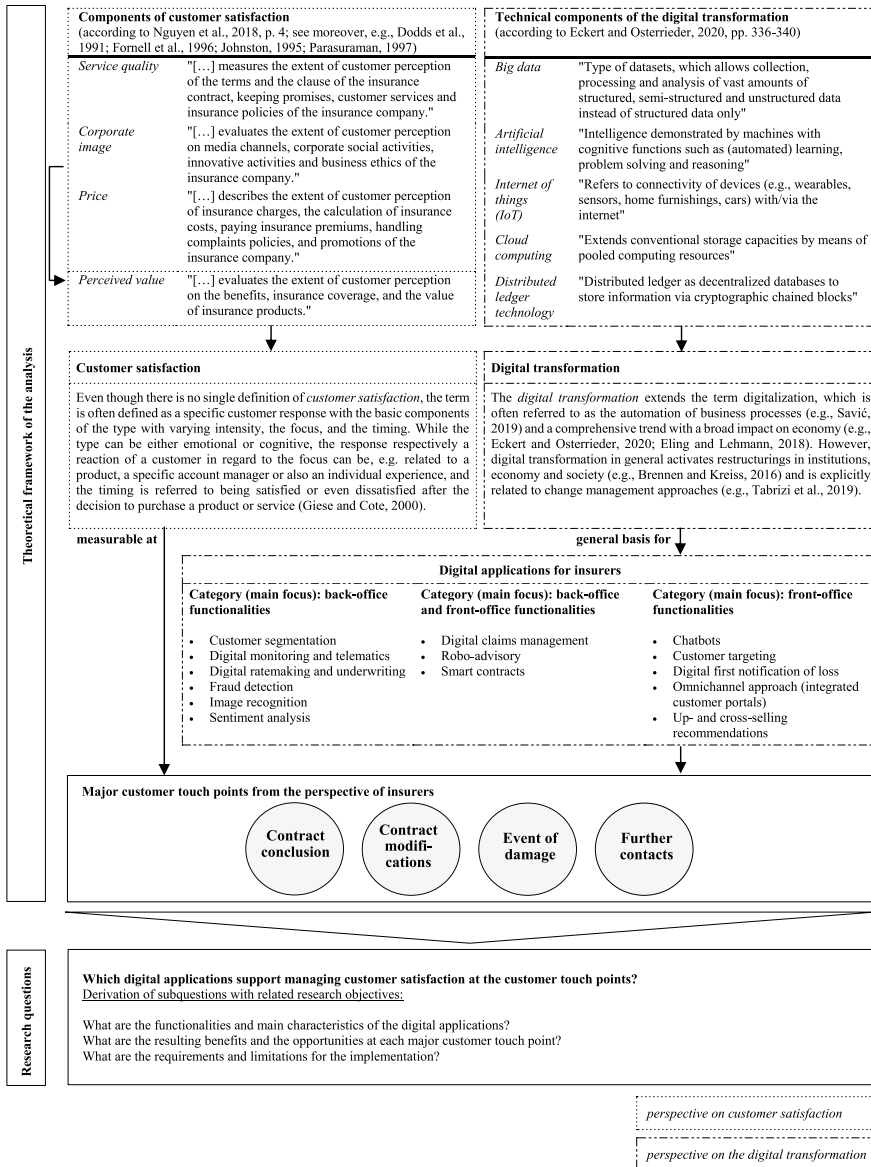 Theoretical framework of the analysis
Components of customer satisfaction
(according to Nguyen et al., 2018, p. 4; see moreover, e.g., Dodds et al.,
1991; Fornell et al., 1996; Johnston, 1995; Parasuraman, 1997)
Service quality
"[…] measures the extent of customer perception
of the terms and the clause of the insurance
contract, keeping promises, customer services and
insurance policies of the insurance company."
Corporate
image
"[…] evaluates the extent of customer perception
on media channels, corporate social activities,
innovative activities and business ethics of the
insurance company."
Price
"[…] describes the extent of customer perception
of insurance charges, the calculation of insurance
costs, paying insurance premiums, handling
complaints policies, and promotions of the
insurance company."
Perceived value
"[…] evaluates the extent of customer perception
on the benefits, insurance coverage, and the value
of insurance products."
Technical components of the digital transformation
(according to Eckert and Osterrieder, 2020, pp. 336-340)
Big data
"Type of datasets, which allows collection,
processing and analysis of vast amounts of
structured, semi-structured and unstructured data
instead of structured data only"
Artificial
intelligence
"Intelligence demonstrated by machines with
cognitive functions such as (automated) learning,
problem solving and reasoning"
Internet of
things
(IoT)
"Refers to connectivity of devices (e.g., wearables,
sensors, home furnishings, cars) with/via the
internet"
Cloud
computing
"Extends conventional storage capacities by means of
pooled computing resources"
Distributed
ledger
technology
"Distributed ledger as decentralized databases to
store information via cryptographic chained blocks"
Customer satisfaction
Even though there is no single definition of customer satisfaction, the term
is often defined as a specific customer response with the basic components
of the type with varying intensity, the focus, and the timing. While the
type can be either emotional or cognitive, the response respectively a
reaction of a customer in regard to the focus can be, e.g. related to a
product, a specific account manager or also an individual experience, and
the timing is referred to being satisfied or even dissatisfied after the
decision to purchase a product or service (Giese and Cote, 2000).
Digital transformation
The digital transformation extends the term digitalization, which is
often referred to as the automation of business processes (e.g., Savić,
2019) and a comprehensive trend with a broad impact on economy (e.g.,
Eckert and Osterrieder, 2020; Eling and Lehmann, 2018). However,
digital transformation in general activates restructurings in institutions,
economy and society (e.g., Brennen and Kreiss, 2016) and is explicitly
related to change management approaches (e.g., Tabrizi et al., 2019).
measurable at
general basis for
Digital applications for insurers
Category (main focus): back-office
functionalities
• Customer segmentation
• Digital monitoring and telematics
• Digital ratemaking and underwriting
• Fraud detection
• Image recognition
• Sentiment analysis
Category (main focus): back-office
and front-office functionalities
• Digital claims management
• Robo-advisory
• Smart contracts
Category (main focus): front-office
functionalities
• Chatbots
• Customer targeting
• Digital first notification of loss
• Omnichannel approach (integrated
customer portals)
• Up- and cross-selling
recommendations
Major customer touch points from the perspective of insurers
Contract
conclusion
Contract
modifi-
cations
Event of
damage
Further
contacts
Research questions
Which digital applications support managing customer satisfaction at the customer touch points?
Derivation of subquestions with related research objectives:
What are the functionalities and main characteristics of the digital applications?
What are the resulting benefits and the opportunities at each major customer touch point?
What are the requirements and limitations for the implementation?
perspective on customer satisfaction
perspective on the digital transformation